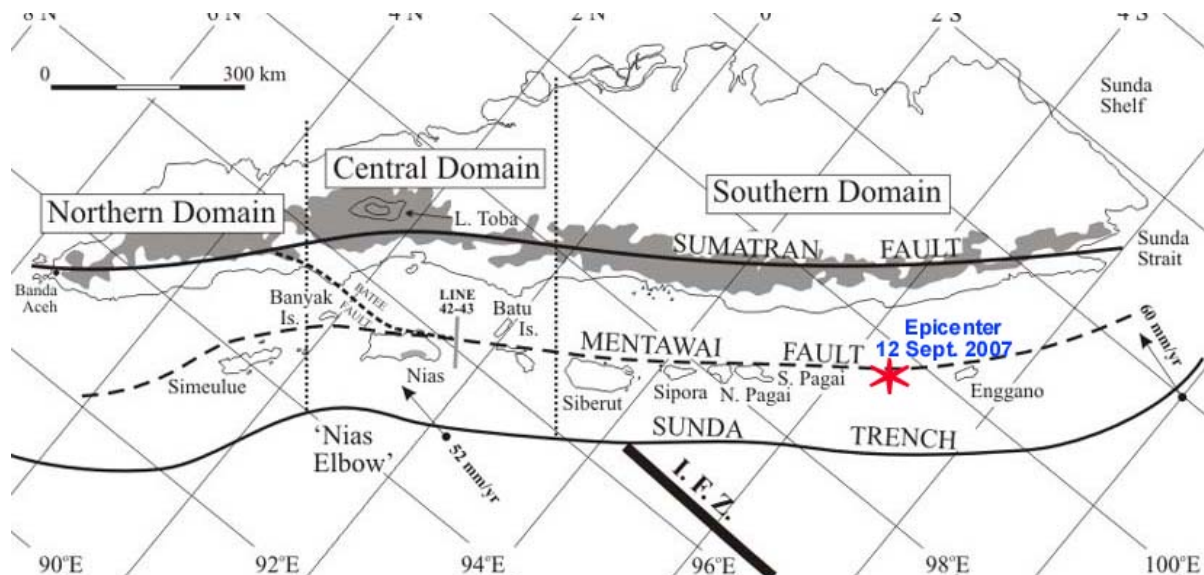 8 N
6 N
4 N
2 N
0
2 S
4 S
0 300 km
Sunda
Shelf
Central Domain
Northern Domain
Southern Domain
L. Toba
SUMATRAN FAULT
Sunda
Strait
Banda
Aceh
Banyak
Is.
BATEE
FAULT
LINE
42-43
Batu
Is.
60 mm/yr
Epicenter
12 Sept. 2007
MENTAWAI FAULT
Simeulue
Nias
Siberut
Sipora
N. Pagai
S. Pagai
Enggano
SUNDA TRENCH
'Nias
Elbow'
52 mm/yr
I. F. Z.
90°E
92°E
94°E
96°E
98°E
100°E